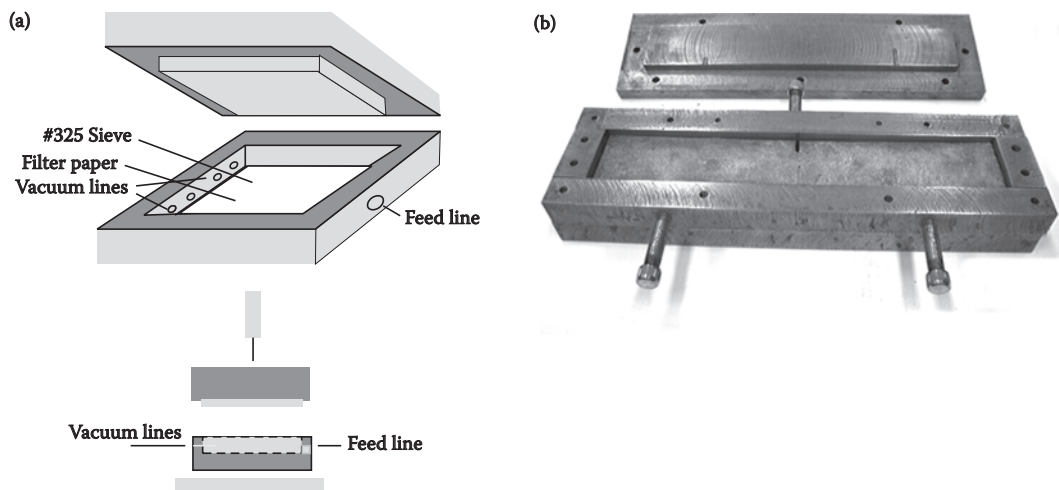 (a)
#325 Sieve
Filter paper
Vacuum lines
Feed line
Vacuum lines
Feed line
(b)